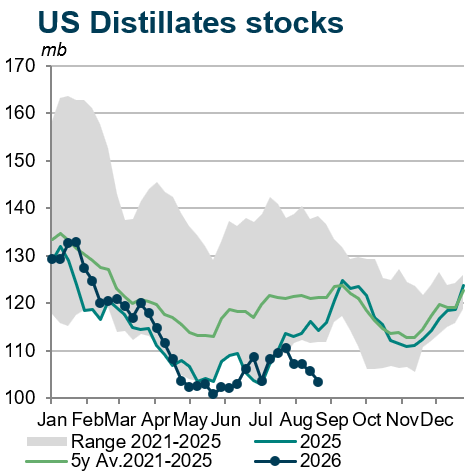 US Distillates stocks
mb
170
160
150
140
130
120
110
100
Jan Feb Mar Apr May Jun Jul Aug Sep Oct Nov Dec
Range 2021-2025 2025
5y Av.2021-2025 2026